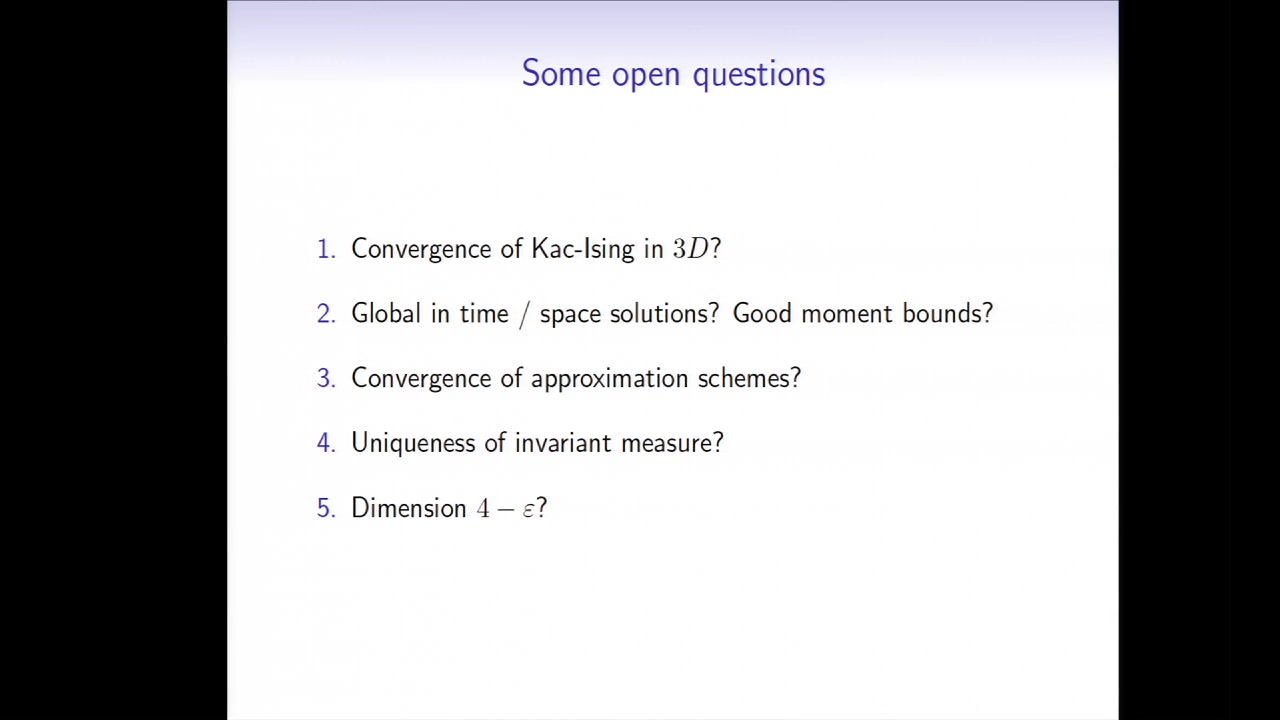 Some open questions
1. Convergence of Kac-Ising in 3D?
2. Global in time / space solutions? Good moment bounds?
3. Convergence of approximation schemes?
4. Uniqueness of invariant measure?
5. Dimension 4 − ε?